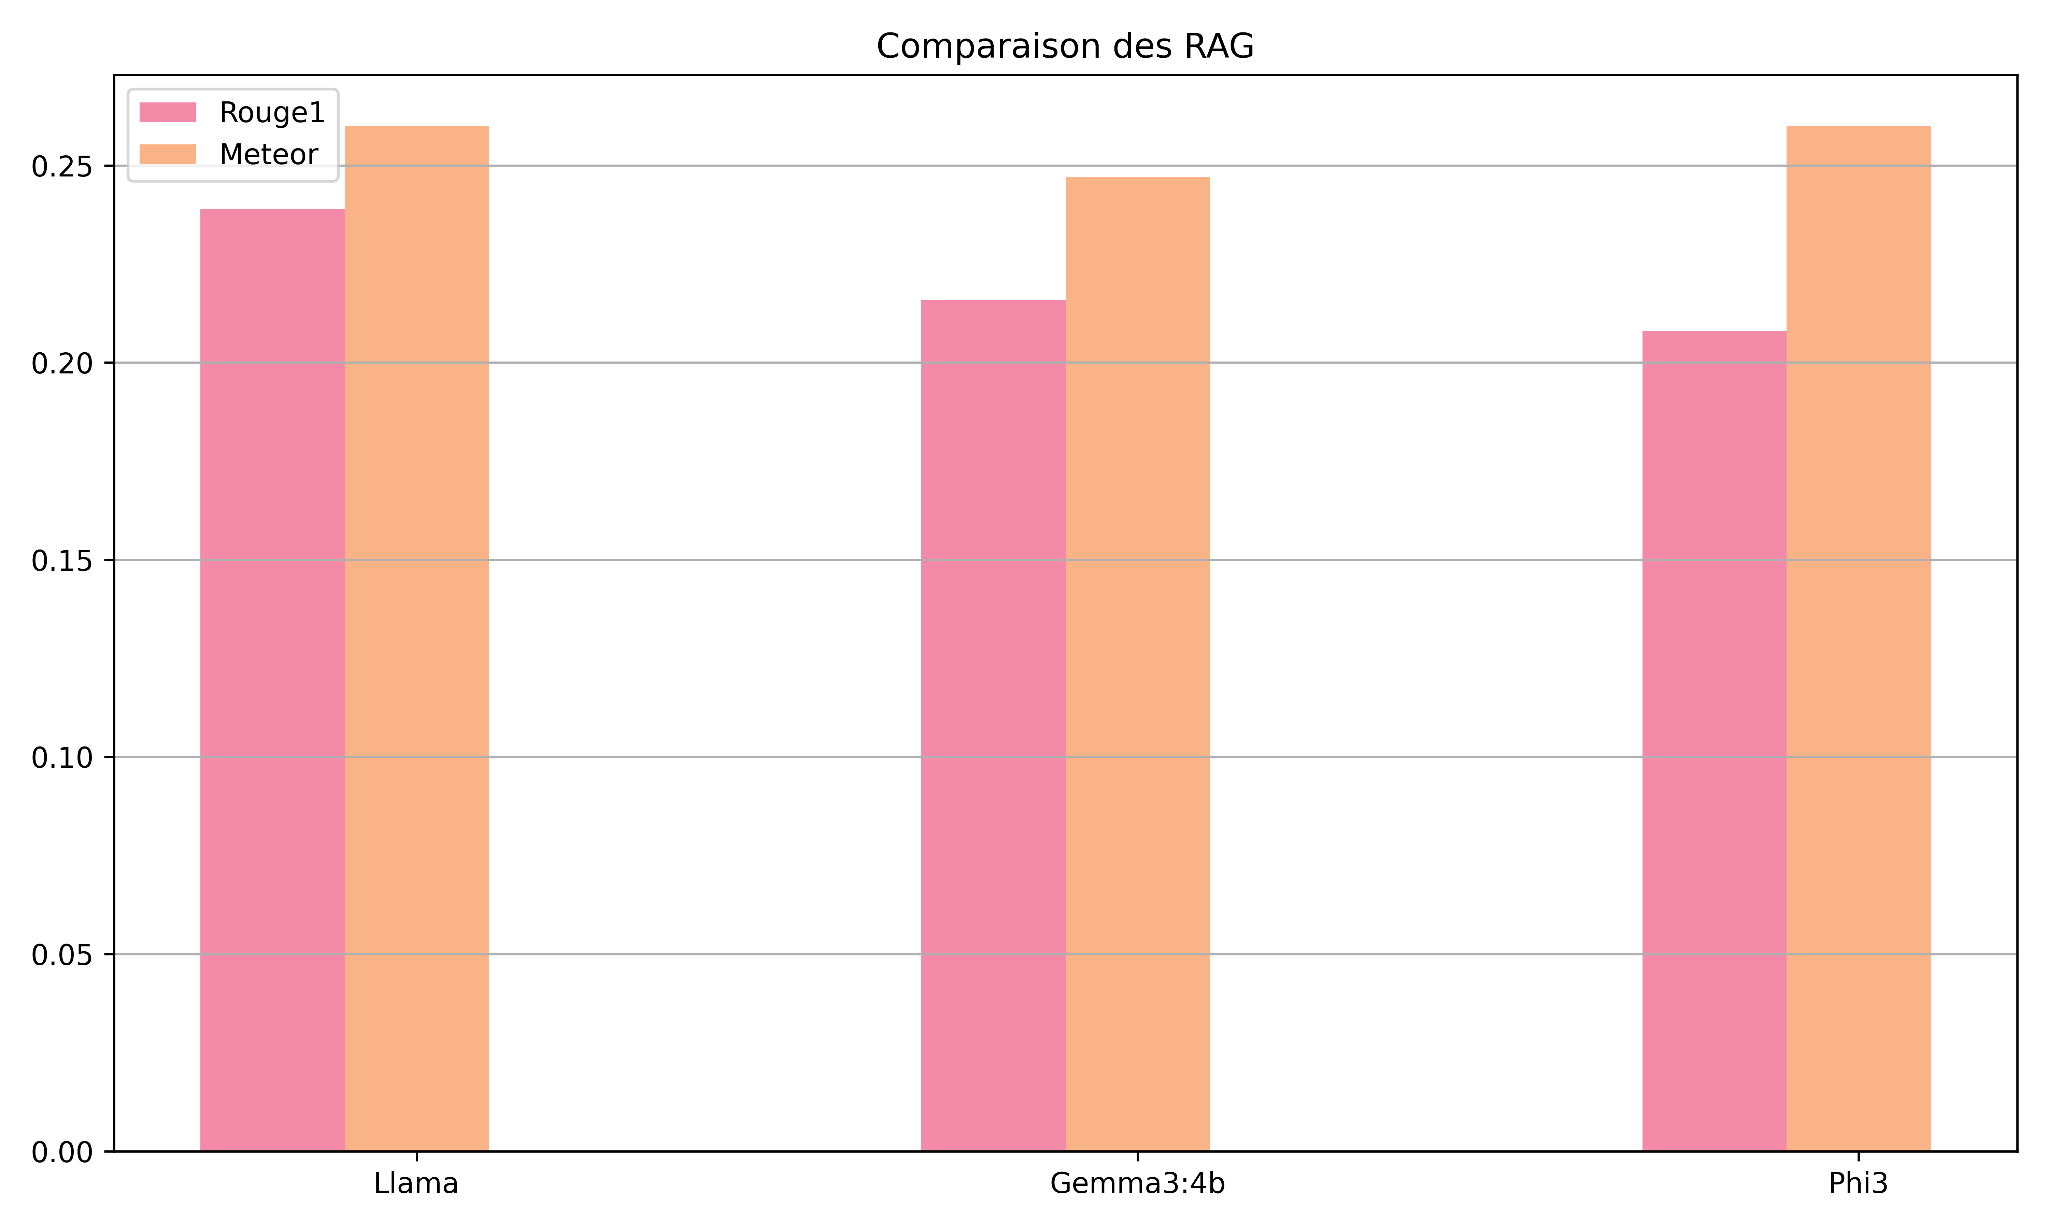 Comparaison des RAG
Rouge1
Meteor
0.25
0.20
0.15
0.10
0.05
0.00
Llama
Gemma3:4b
Phi3